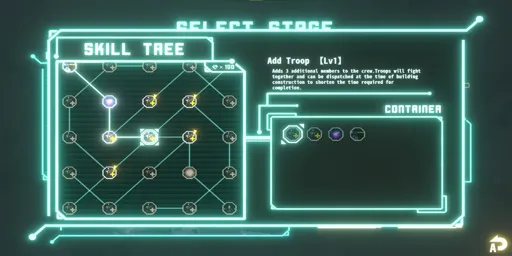 SELECT STAGE
SKILL TREE
- 100
Add Troop 【Lv1】
Adds 3 additional members to the crew.Troops will fight
together and can be dispatched at the time of building
construction to shorten the time required for
completion.
CONTAINER
A